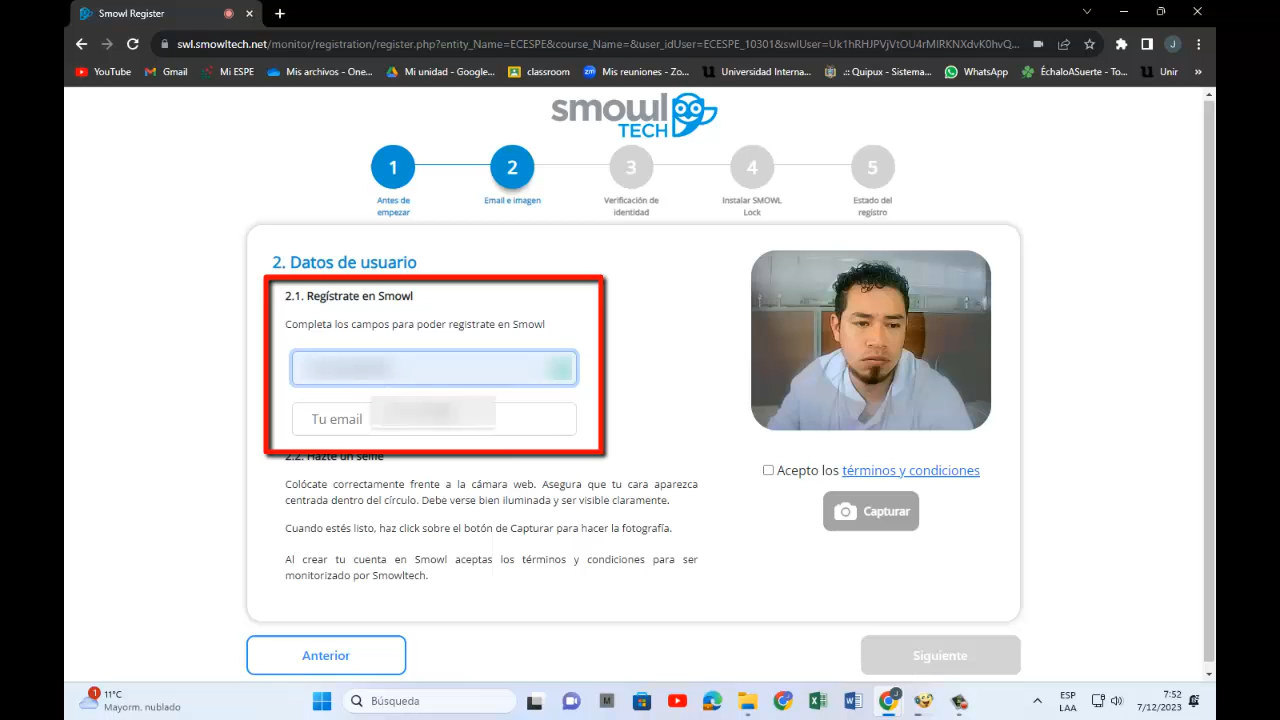 Smowl Register
swl.smowltech.net/monitor/registration/register.php?entity_Name=ECESPE&course_Name=&user_idUser=ECESPE_10301&swlUser=Uk1hRHJPVjVtOU4rMlRKNXdvK0hvQ...
YouTube Gmail Mi ESPE Mis archivos - One... Mi unidad - Google... classroom Mis reuniones - Zo... Universidad Interna... .:: Quipux - Sistema... WhatsApp ÉchaloASuerte - To... Unir »
smowl
TECH
1 2 3 4 5
Antes de empezar
Email e imagen
Verificación de identidad
Instalar SMOWL Lock
Estado del registro
2. Datos de usuario
2.1. Regístrate en Smowl
Completa los campos para poder registrate en Smowl
Tu email
2.2. Hazte un selfie
Colócate correctamente frente a la cámara web. Asegura que tu cara aparezca
centrada dentro del círculo. Debe verse bien iluminada y ser visible claramente.
Cuando estés listo, haz click sobre el botón de Capturar para hacer la fotografía.
Al crear tu cuenta en Smowl aceptas los términos y condiciones para ser
monitorizado por Smowltech.
Acepto los términos y condiciones
Capturar
Anterior
Siguiente
1
11°C
Mayorm. nublado
Búsqueda
ESP
LAA
7:52
7/12/2023